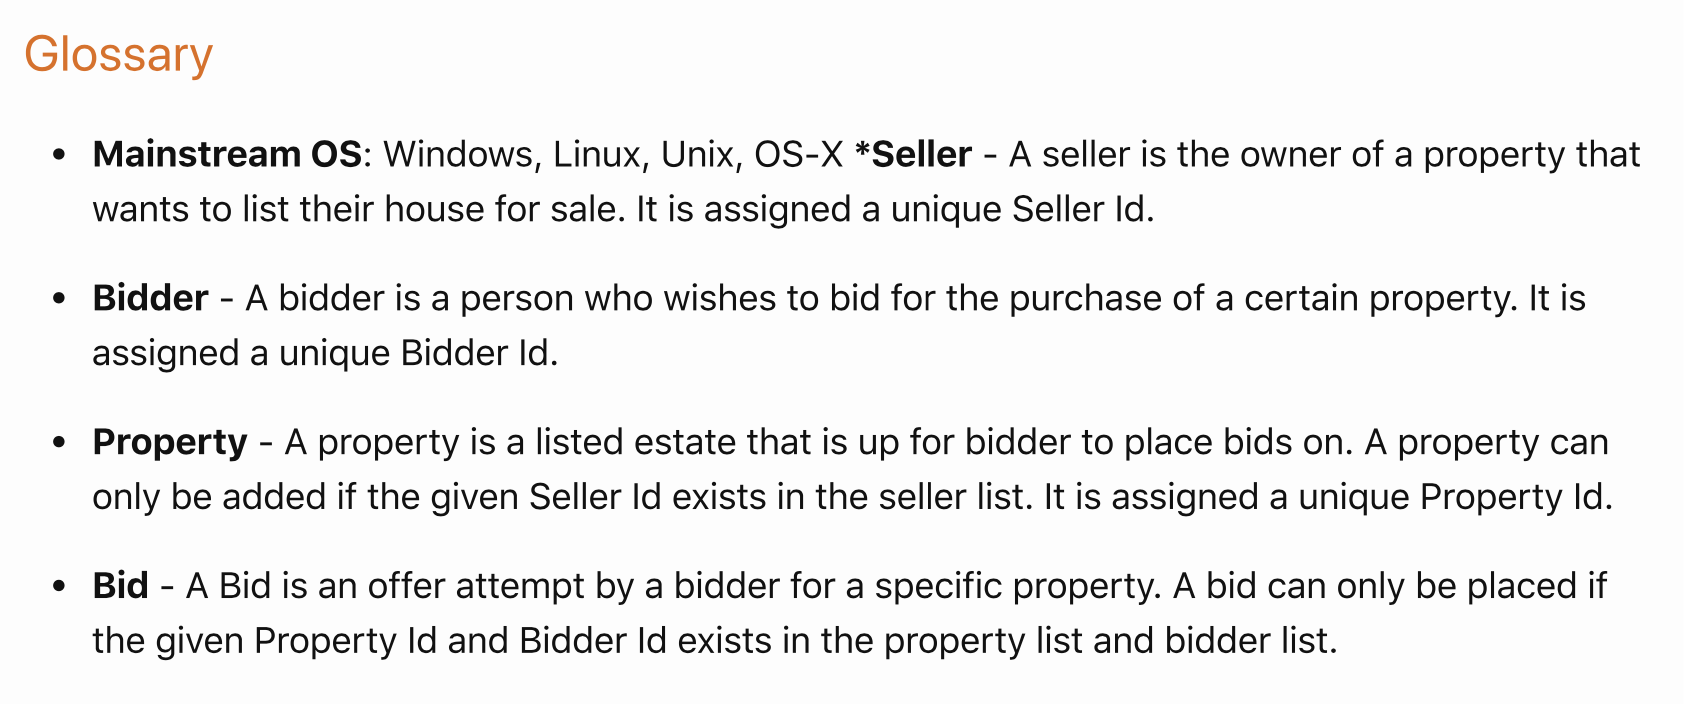 Glossary
• Mainstream OS: Windows, Linux, Unix, OS-X *Seller - A seller is the owner of a property that
wants to list their house for sale. It is assigned a unique Seller Id.
• Bidder - A bidder is a person who wishes to bid for the purchase of a certain property. It is
assigned a unique Bidder Id.
• Property - A property is a listed estate that is up for bidder to place bids on. A property can
only be added if the given Seller Id exists in the seller list. It is assigned a unique Property Id.
• Bid - A Bid is an offer attempt by a bidder for a specific property. A bid can only be placed if
the given Property Id and Bidder Id exists in the property list and bidder list.